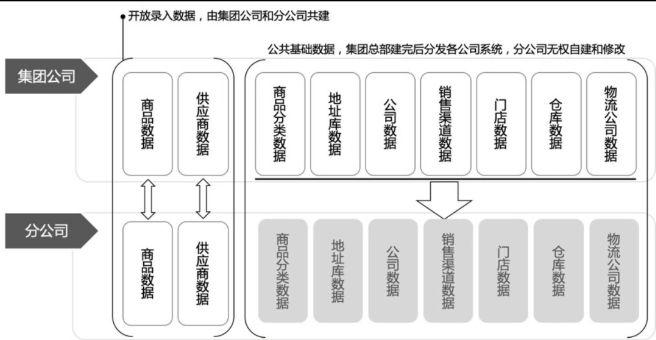 开放录入数据，由集团公司和分公司共建
公共基础数据，集团总部建完后分发各公司系统，分公司无权自建和修改
集团公司
商品数据
供应商数据
商品分类数据
地址库数据
公司数据
销售渠道数据
门店数据
仓库数据
物流公司数据
分公司
商品数据
供应商数据
商品分类数据
地址库数据
公司数据
销售渠道数据
门店数据
仓库数据
物流公司数据